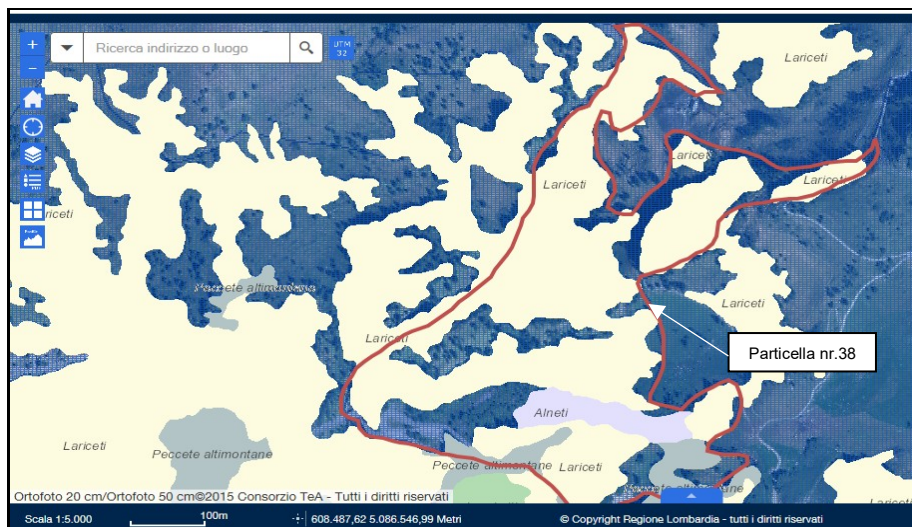 +
Ricerca indirizzo o luogo
UTM
32
−
Lariceti
Lariceti
Lariceti
Lariceti
ariceti
Peccete altimontane
Lariceti
Lariceti
Particella nr.38
Alneti
Lariceti
Peccete altimontane
Peccete altimontane
Lariceti
altimontane
Ortofoto 20 cm/Ortofoto 50 cm©2015 Consorzio TeA - Tutti i diritti riservati
Scala 1:5.000
100m
608.487,62 5.086.546,99 Metri
© Copyright Regione Lombardia - tutti i diritti riservati